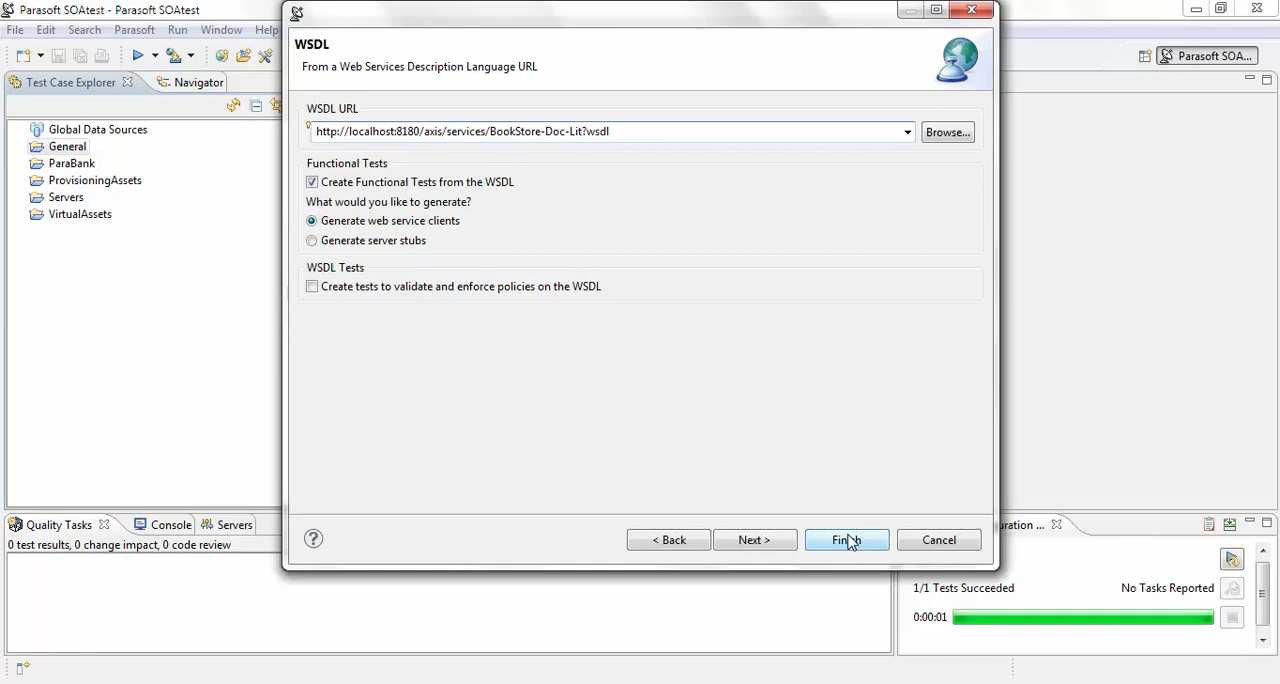 Parasoft SOAtest - Parasoft SOAtest
File Edit Search Parasoft Run Window Help
Parasoft SOA...
Test Case Explorer
Navigator
Global Data Sources
General
ParaBank
ProvisioningAssets
Servers
VirtualAssets
WSDL
From a Web Services Description Language URL
WSDL URL
http://localhost:8180/axis/services/BookStore-Doc-Lit?wsdl
Browse...
Functional Tests
Create Functional Tests from the WSDL
What would you like to generate?
Generate web service clients
Generate server stubs
WSDL Tests
Create tests to validate and enforce policies on the WSDL
< Back
Next >
Finish
Cancel
Quality Tasks
Console
Servers
0 test results, 0 change impact, 0 code review
uration ...
1/1 Tests Succeeded
No Tasks Reported
0:00:01